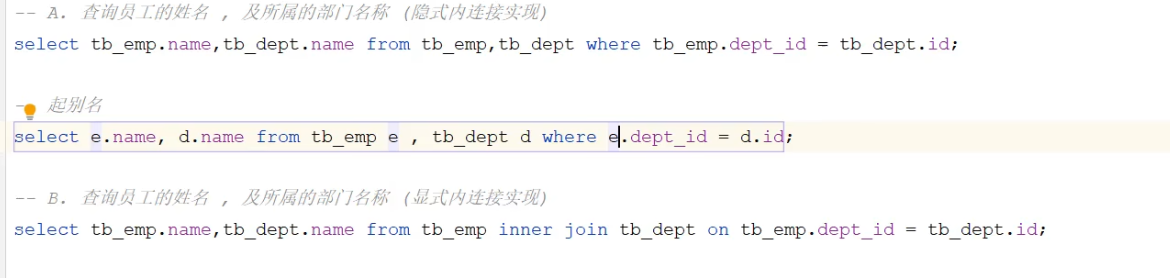 -- A. 查询员工的姓名 , 及所属的部门名称 (隐式内连接实现)
select tb_emp.name,tb_dept.name from tb_emp,tb_dept where tb_emp.dept_id = tb_dept.id;
-- 起别名
select e.name, d.name from tb_emp e , tb_dept d where e.dept_id = d.id;
-- B. 查询员工的姓名 , 及所属的部门名称 (显式内连接实现)
select tb_emp.name,tb_dept.name from tb_emp inner join tb_dept on tb_emp.dept_id = tb_dept.id;